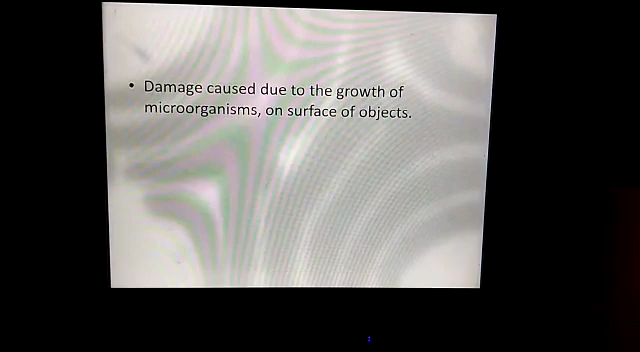 • Damage caused due to the growth of
microorganisms, on surface of objects.